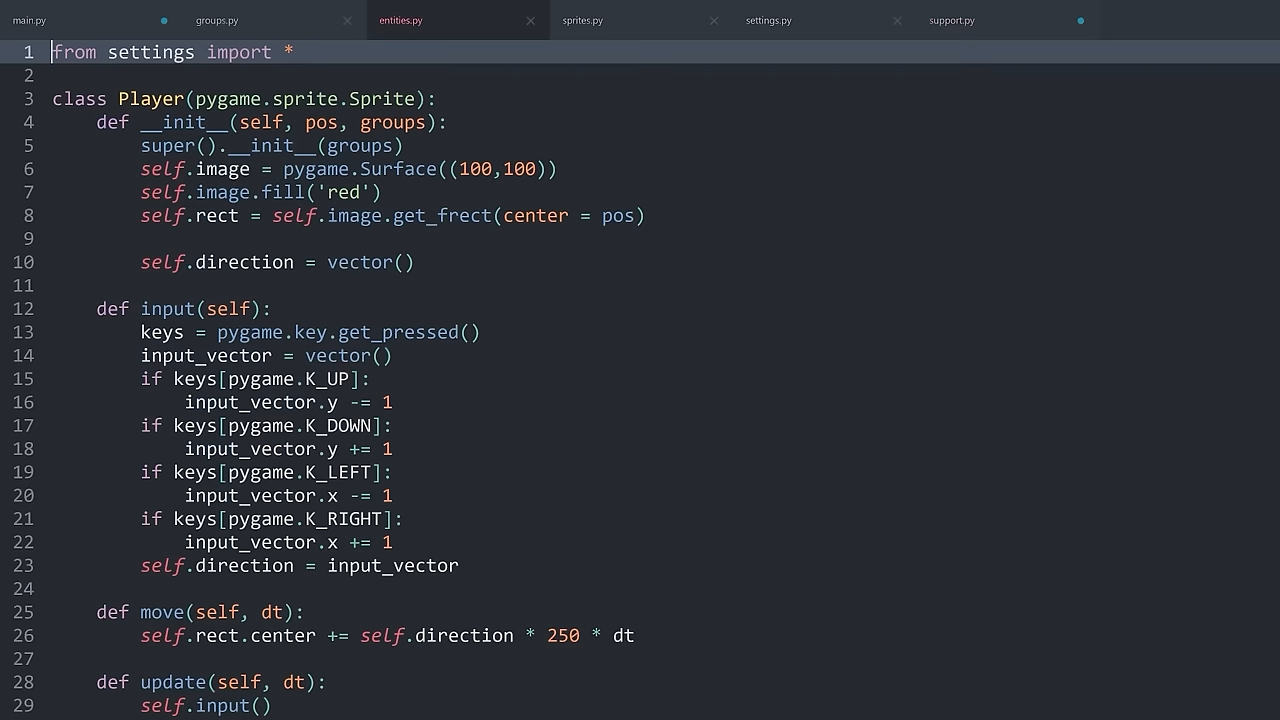 main.py groups.py entities.py sprites.py settings.py support.py
1 from settings import *
2
3 class Player(pygame.sprite.Sprite):
4     def __init__(self, pos, groups):
5         super().__init__(groups)
6         self.image = pygame.Surface((100,100))
7         self.image.fill('red')
8         self.rect = self.image.get_frect(center = pos)
9
10         self.direction = vector()
11
12     def input(self):
13         keys = pygame.key.get_pressed()
14         input_vector = vector()
15         if keys[pygame.K_UP]:
16             input_vector.y -= 1
17         if keys[pygame.K_DOWN]:
18             input_vector.y += 1
19         if keys[pygame.K_LEFT]:
20             input_vector.x -= 1
21         if keys[pygame.K_RIGHT]:
22             input_vector.x += 1
23         self.direction = input_vector
24
25     def move(self, dt):
26         self.rect.center += self.direction * 250 * dt
27
28     def update(self, dt):
29         self.input()